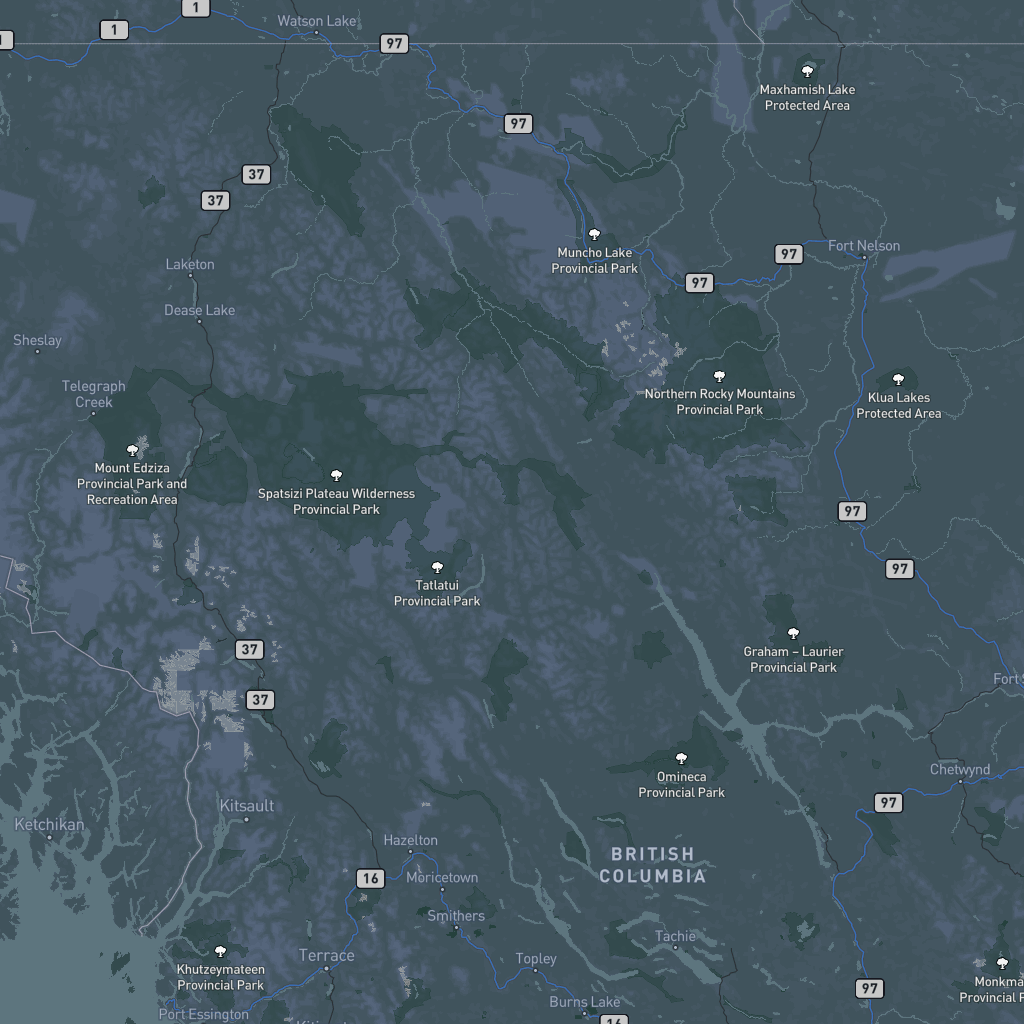 1
Watson Lake
1
97
Maxhamish Lake
Protected Area
97
37
37
Muncho Lake
Provincial Park
Fort Nelson
97
97
Laketon
Dease Lake
Sheslay
Telegraph
Creek
Northern Rocky Mountains
Provincial Park
Klua Lakes
Protected Area
Mount Edziza
Provincial Park and
Recreation Area
Spatsizi Plateau Wilderness
Provincial Park
97
97
Tatlatui
Provincial Park
37
Graham – Laurier
Provincial Park
Fort
37
Omineca
Provincial Park
Chetwynd
97
Kitsault
Ketchikan
Hazelton
BRITISH
COLUMBIA
16
Moricetown
Smithers
Tachie
Khutzeymateen
Provincial Park
Terrace
Topley
Provincial
97
Burns Lake
Port Essington
16